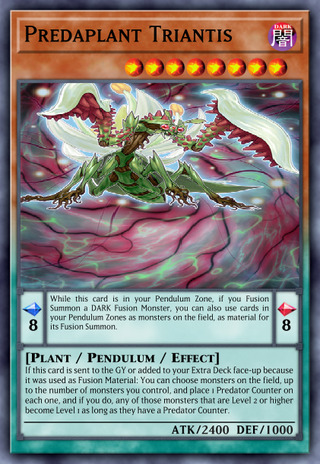 PREDAPLANT TRIANTIS
DARK
闇
While this card is in your Pendulum Zone, if you Fusion
Summon a DARK Fusion Monster, you can also use cards in
your Pendulum Zones as monsters on the field, as material for
its Fusion Summon.
8
8
[PLANT / PENDULUM / EFFECT]
If this card is sent to the GY or added to your Extra Deck face-up because
it was used as Fusion Material: You can choose monsters on the field, up
to the number of monsters you control, and place 1 Predator Counter on
each one, and if you do, any of those monsters that are Level 2 or higher
become Level 1 as long as they have a Predator Counter.
ATK/2400 DEF/1000